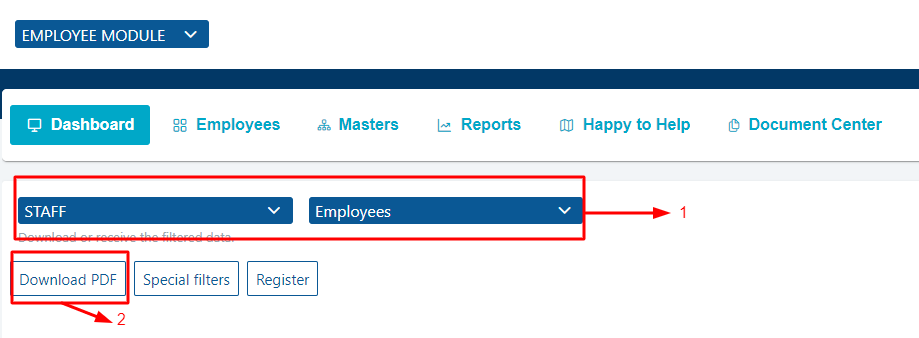 EMPLOYEE MODULE
Dashboard Employees Masters Reports Happy to Help Document Center
STAFF Employees 1
Download or receive the filtered data.
Download PDF Special filters Register
2